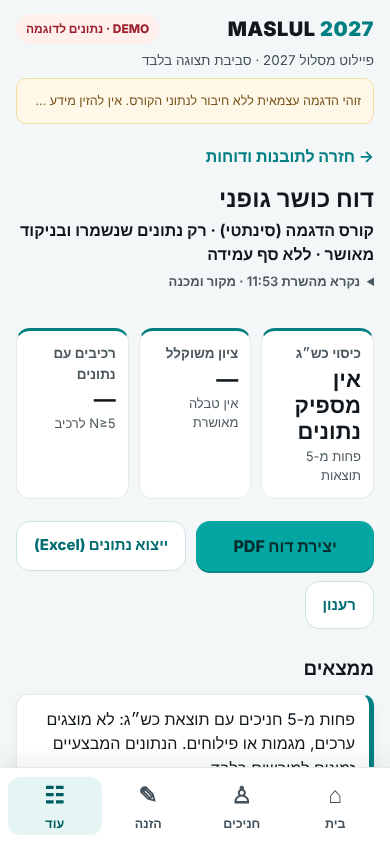 MASLUL 2027
DEMO · נתונים לדוגמה
פיילוט מסלול 2027 · סביבת תצוגה בלבד
זוהי הדגמה עצמאית ללא חיבור לנתוני הקורס. אין להזין מידע ...
→ חזרה לתובנות ודוחות
דוח כושר גופני
קורס הדגמה (סינתטי) · רק נתונים שנשמרו ובניקוד
מאושר · ללא סף עמידה
◀ נקרא מהשרת 11:53 · מקור ומכנה
כיסוי כש״ג
אין
מספיק
נתונים
פחות מ-5
תוצאות
ציון משוקלל
—
אין טבלה
מאושרת
רכיבים עם
נתונים
—
N≥5 לרכיב
יצירת דוח PDF
ייצוא נתונים (Excel)
רענון
ממצאים
פחות מ-5 חניכים עם תוצאת כש״ג: לא מוצגים
ערכים, מגמות או פילוחים. הנתונים המבצעיים
בית
חניכים
הזנה
עוד